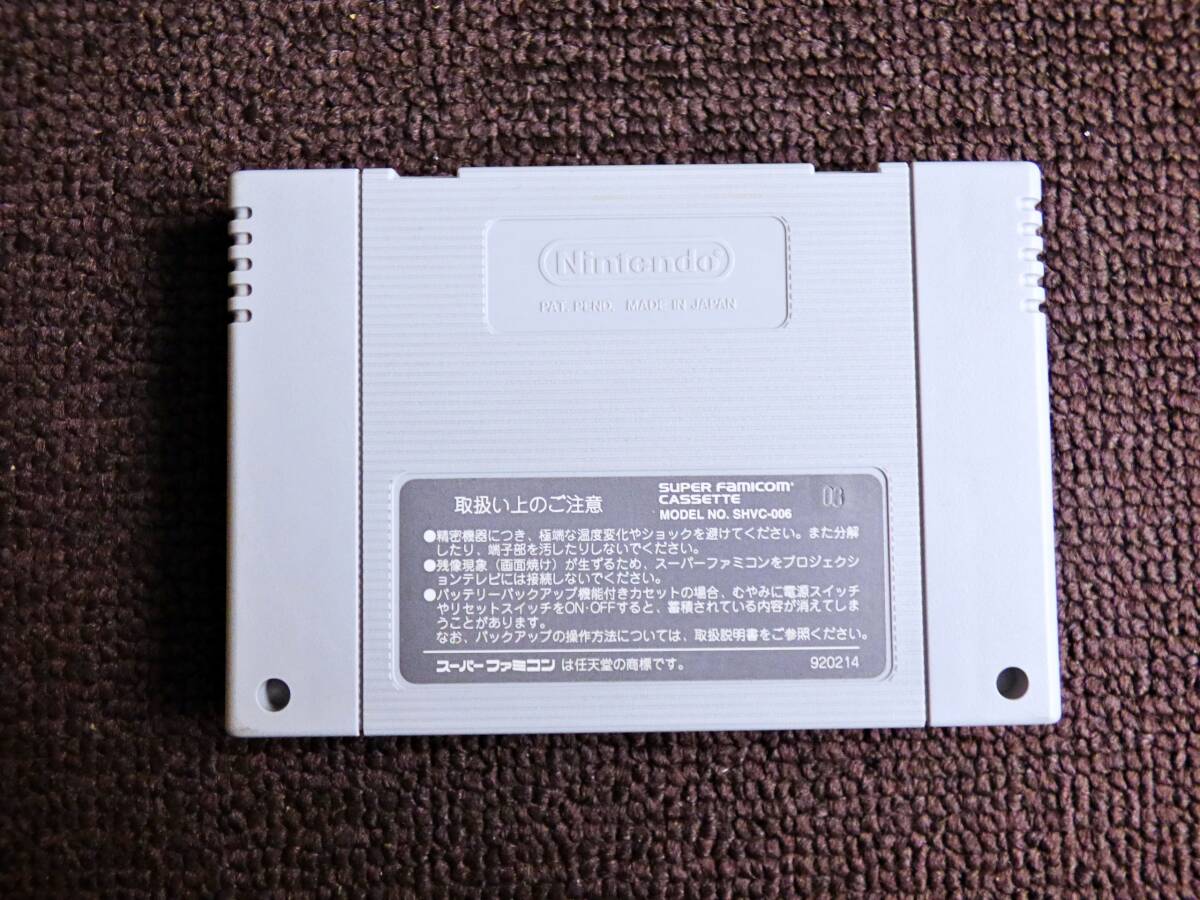 Nintendo®
PAT. PEND. MADE IN JAPAN
取扱い上のご注意
SUPER FAMICOM®
CASSETTE
MODEL NO. SHVC-006
03
●精密機器につき、極端な温度変化やショックを避けてください。また分解
したり、端子部を汚したりしないでください。
●残像現象（画面焼け）が生ずるため、スーパーファミコンをプロジェクシ
ョンテレビには接続しないでください。
●バッテリーバックアップ機能付きカセットの場合、むやみに電源スイッチ
やリセットスイッチをON・OFFすると、蓄積されている内容が消えてしま
うことがあります。
なお、バックアップの操作方法については、取扱説明書をご参照ください。
スーパーファミコン は任天堂の商標です。 920214